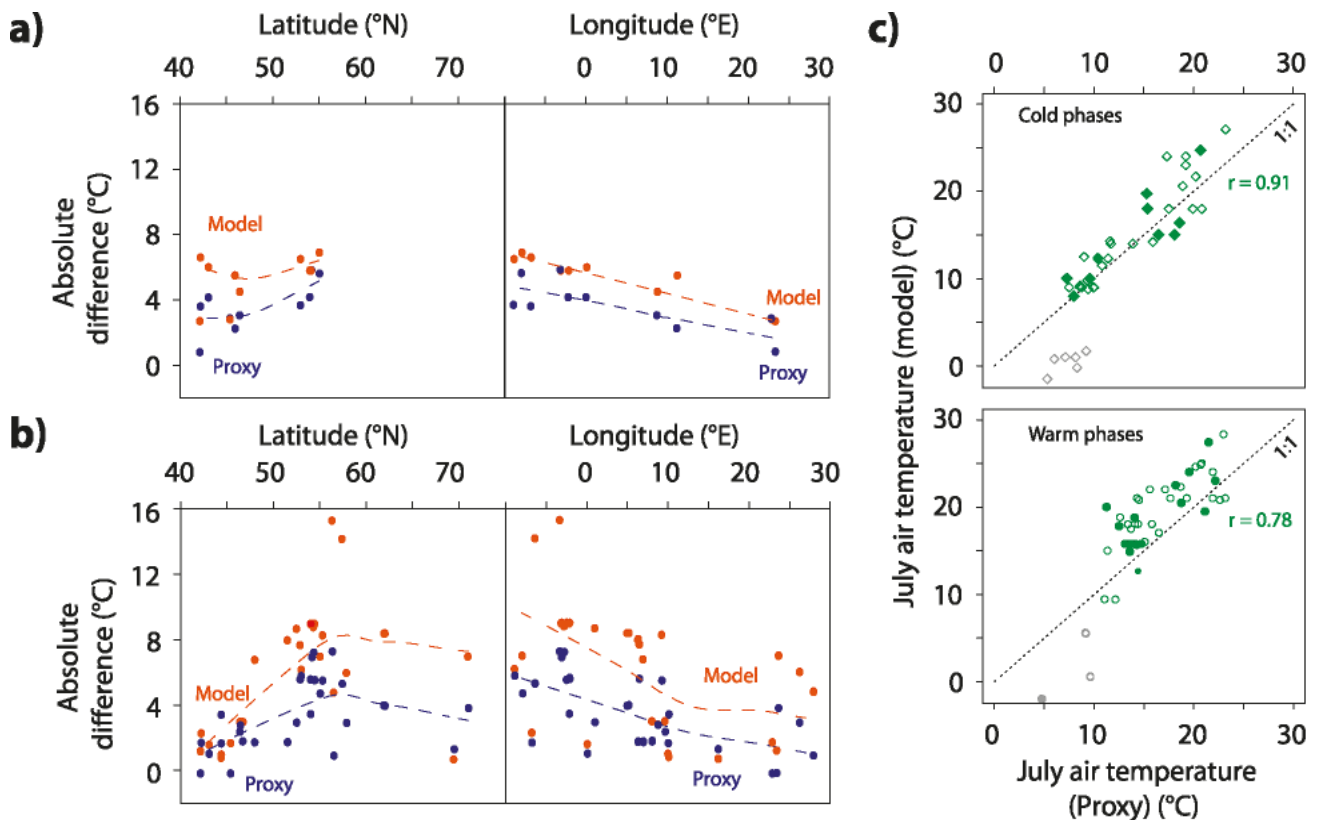 a)
Latitude (°N)
Longitude (°E)
40 50 60 70 0 10 20 30
16
12
8
4
0
Absolute
difference (°C)
Model
Proxy
Model
Proxy
b)
Latitude (°N)
Longitude (°E)
40 50 60 70 0 10 20 30
16
12
8
4
0
Absolute
difference (°C)
Model
Proxy
Model
Proxy
c)
0 10 20 30
30
20
10
0
Cold phases
1:1
r = 0.91
July air temperature (model) (°C)
30
20
10
0
Warm phases
1:1
r = 0.78
0 10 20 30
July air temperature
(Proxy) (°C)